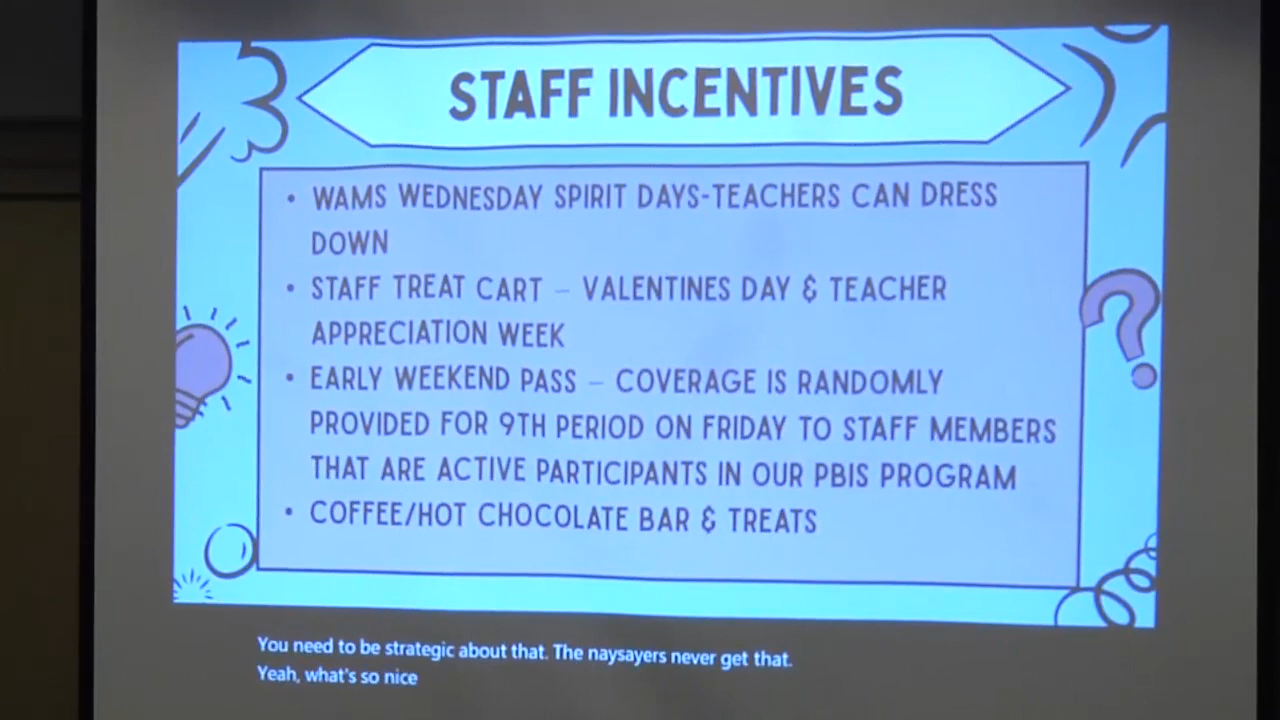 STAFF INCENTIVES
• WAMS WEDNESDAY SPIRIT DAYS-TEACHERS CAN DRESS
DOWN
• STAFF TREAT CART – VALENTINES DAY & TEACHER
APPRECIATION WEEK
• EARLY WEEKEND PASS – COVERAGE IS RANDOMLY
PROVIDED FOR 9TH PERIOD ON FRIDAY TO STAFF MEMBERS
THAT ARE ACTIVE PARTICIPANTS IN OUR PBIS PROGRAM
• COFFEE/HOT CHOCOLATE BAR & TREATS
You need to be strategic about that. The naysayers never get that.
Yeah, what's so nice